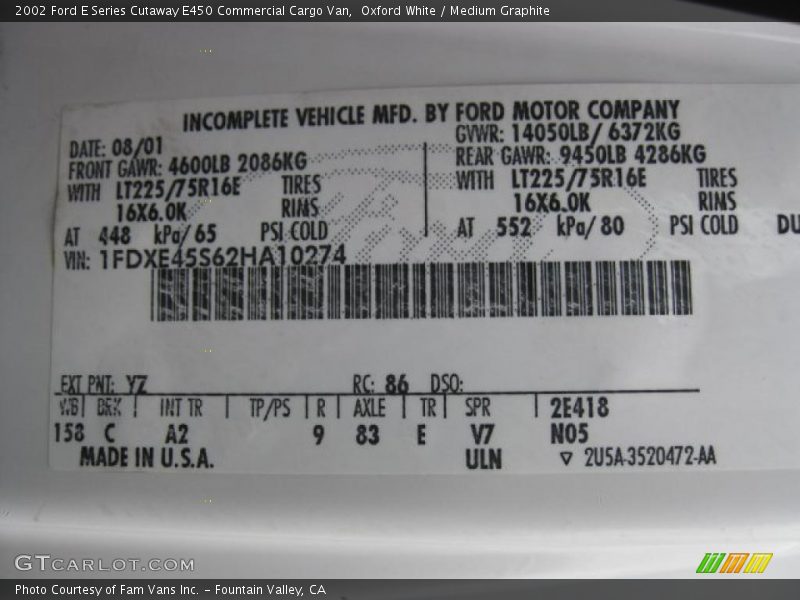 2002 Ford E Series Cutaway E450 Commercial Cargo Van,  Oxford White / Medium Graphite
INCOMPLETE VEHICLE MFD. BY FORD MOTOR COMPANY
DATE: 08/01
GVWR: 14050LB/ 6372KG
FRONT GAWR: 4600LB 2086KG
REAR GAWR: 9450LB 4286KG
WITH LT225/75R16E TIRES
WITH LT225/75R16E TIRES
16X6.0K RIMS
16X6.0K RIMS
AT 448 kPa/ 65 PSI COLD
AT 552 kPa/ 80 PSI COLD DU
VIN: 1FDXE45S62HA10274
EXT PNT: YZ RC: 86 DSO:
WB BRK INT TR TP/PS R AXLE TR SPR 2E418
158 C A2 9 83 E V7 N05
MADE IN U.S.A. ULN 2U5A-3520472-AA
GTCARLOT.COM
Photo Courtesy of Fam Vans Inc. – Fountain Valley, CA